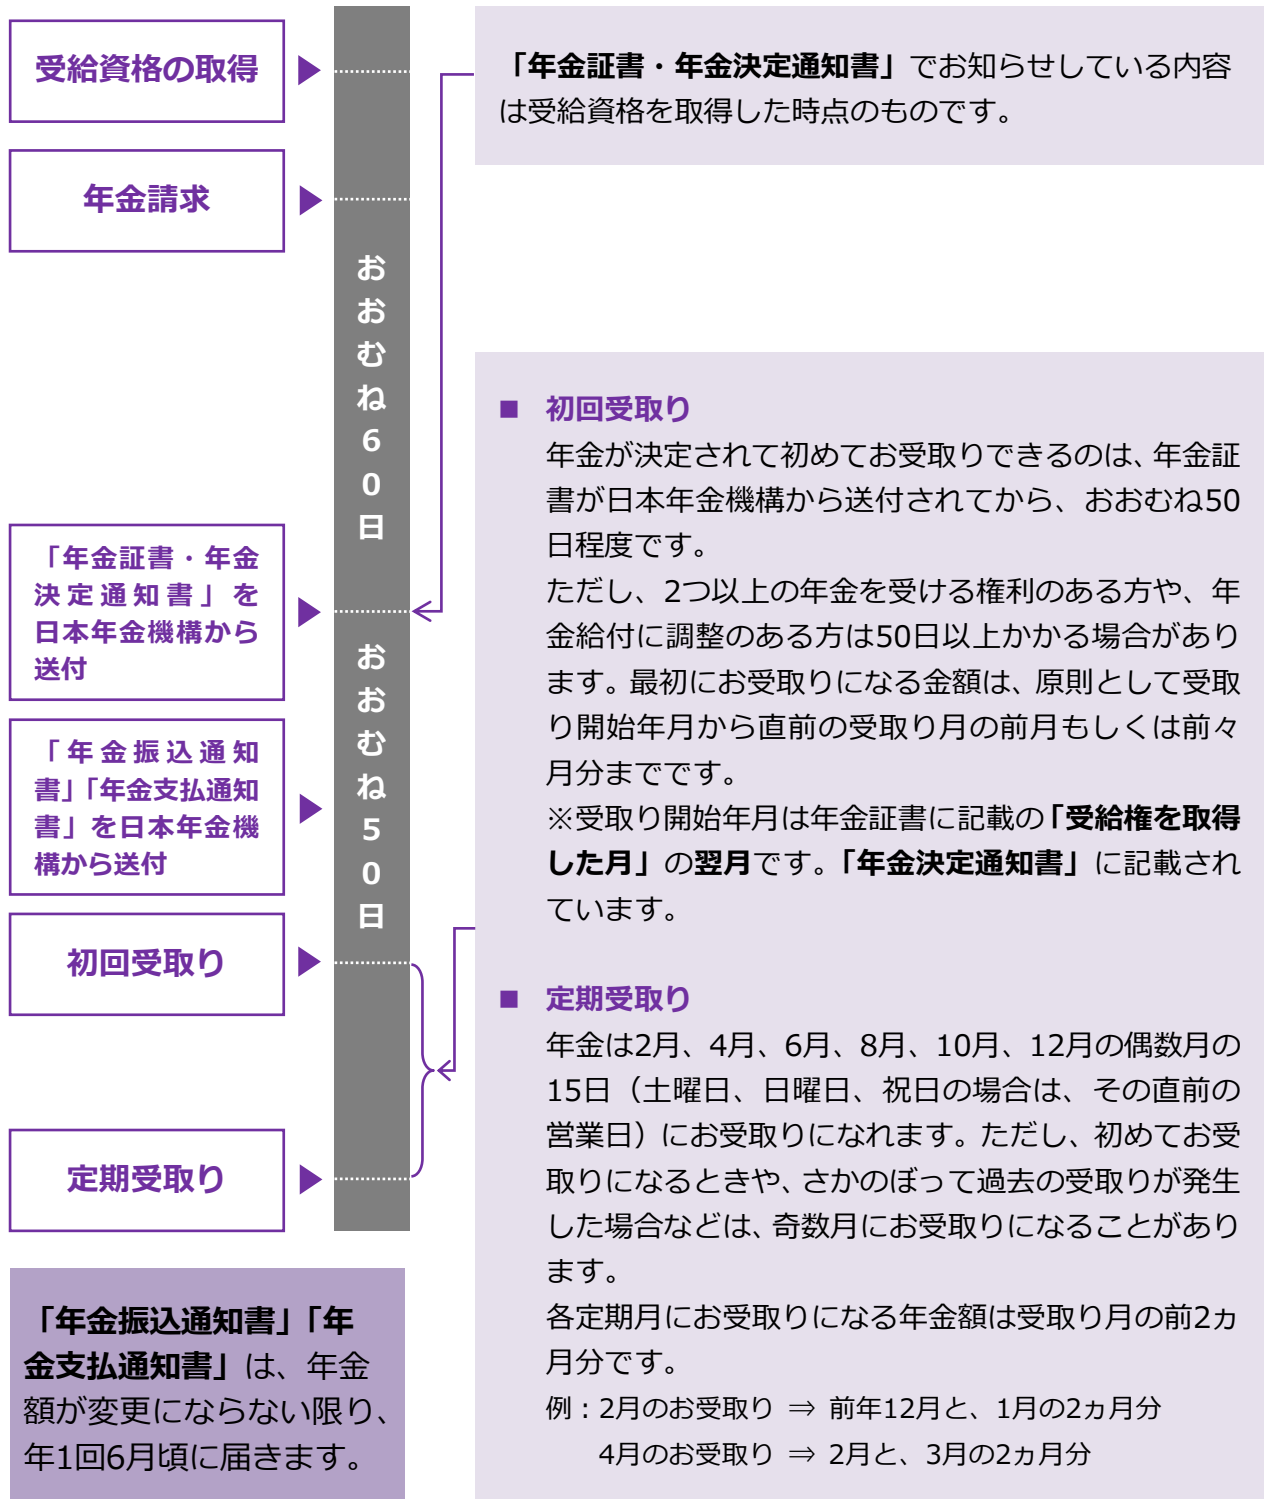 受給資格の取得
年金請求
おおむね60日
「年金証書・年金
決定通知書」を
日本年金機構から
送付
「年金振込通知
書」「年金支払通知
書」を日本年金機
構から送付
おおむね50日
初回受取り
定期受取り
「年金振込通知書」「年
金支払通知書」は、年金
額が変更にならない限り、
年1回6月頃に届きます。
「年金証書・年金決定通知書」でお知らせしている内容
は受給資格を取得した時点のものです。
■ 初回受取り
年金が決定されて初めてお受取りできるのは、年金証
書が日本年金機構から送付されてから、おおむね50
日程度です。
ただし、2つ以上の年金を受ける権利のある方や、年
金給付に調整のある方は50日以上かかる場合があり
ます。最初にお受取りになる金額は、原則として受取
り開始年月から直前の受取り月の前月もしくは前々
月分までです。
※受取り開始年月は年金証書に記載の「受給権を取得
した月」の翌月です。「年金決定通知書」に記載され
ています。
■ 定期受取り
年金は2月、4月、6月、8月、10月、12月の偶数月の
15日（土曜日、日曜日、祝日の場合は、その直前の
営業日）にお受取りになれます。ただし、初めてお受
取りになるときや、さかのぼって過去の受取りが発生
した場合などは、奇数月にお受取りになることがあり
ます。
各定期月にお受取りになる年金額は受取り月の前2ヵ
月分です。
例：2月のお受取り ⇒ 前年12月と、1月の2ヵ月分
4月のお受取り ⇒ 2月と、3月の2ヵ月分